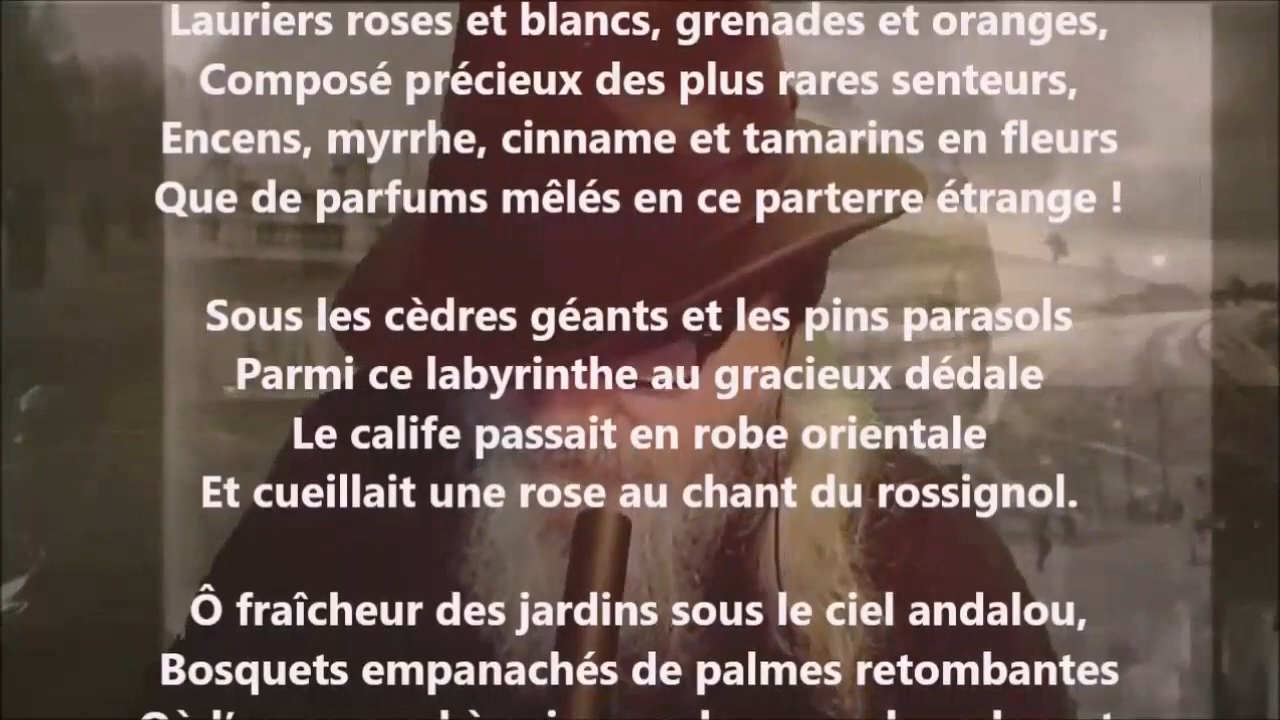 Lauriers roses et blancs, grenades et oranges,
Composé précieux des plus rares senteurs,
Encens, myrrhe, cinname et tamarins en fleurs
Que de parfums mêlés en ce parterre étrange !
Sous les cèdres géants et les pins parasols
Parmi ce labyrinthe au gracieux dédale
Le calife passait en robe orientale
Et cueillait une rose au chant du rossignol.
Ô fraîcheur des jardins sous le ciel andalou,
Bosquets empanachés de palmes retombantes